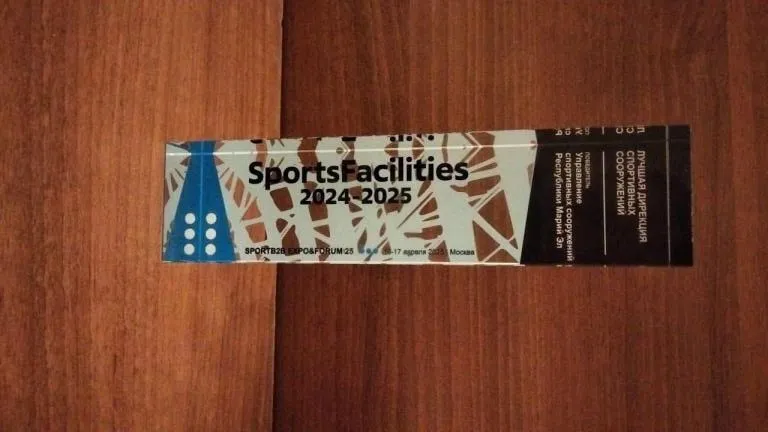 SportsFacilities
2024-2025
SPORTB2B EXPO&FORUM'25
16-17 апреля 2025 | Москва
победитель
Управление
спортивных сооружений
Республики Марий Эл
ЛУЧШАЯ ДИРЕКЦИЯ
СПОРТИВНЫХ
СООРУЖЕНИЙ